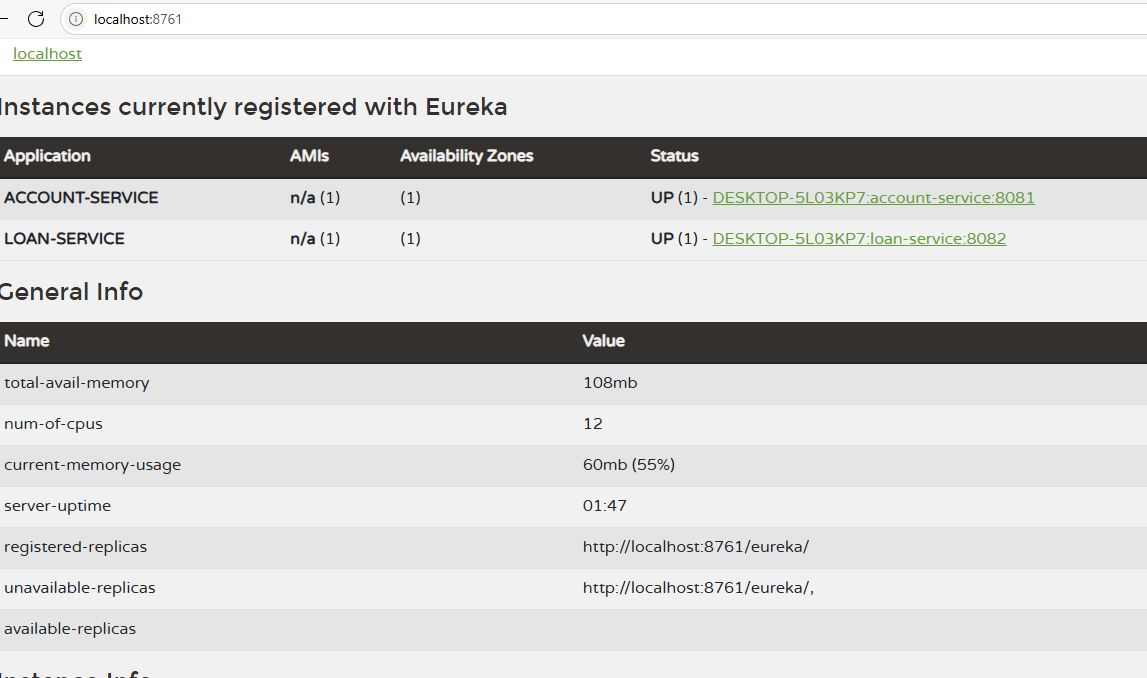 localhost:8761
localhost
Instances currently registered with Eureka
Application AMIs Availability Zones Status
ACCOUNT-SERVICE n/a (1) (1) UP (1) - DESKTOP-5L03KP7:account-service:8081
LOAN-SERVICE n/a (1) (1) UP (1) - DESKTOP-5L03KP7:loan-service:8082
General Info
Name Value
total-avail-memory 108mb
num-of-cpus 12
current-memory-usage 60mb (55%)
server-uptime 01:47
registered-replicas http://localhost:8761/eureka/
unavailable-replicas http://localhost:8761/eureka/,
available-replicas
Instance Info